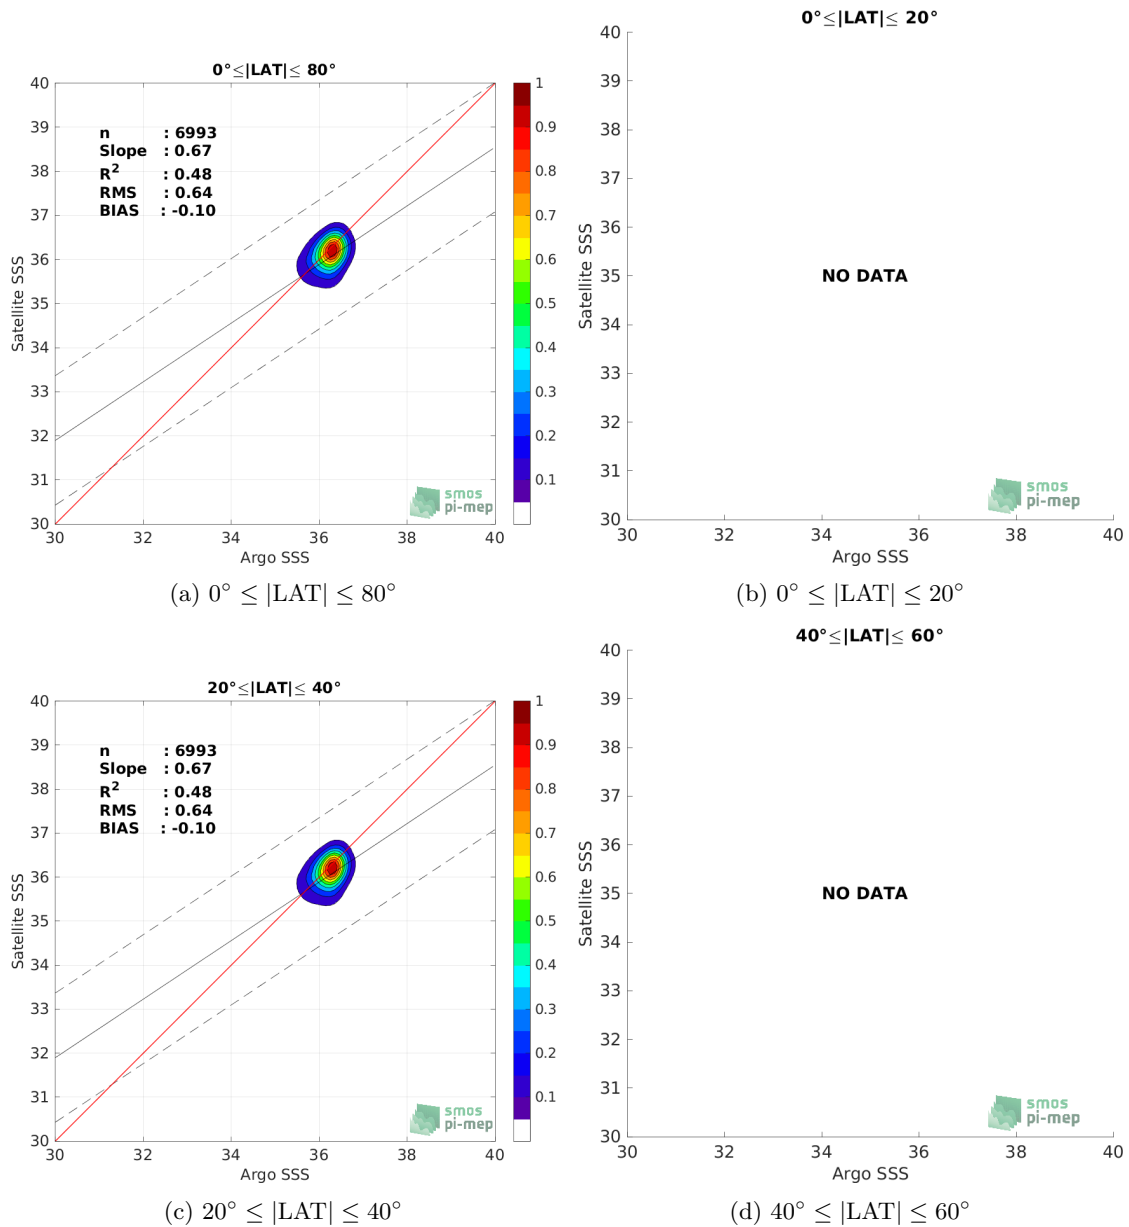 0°≤|LAT|≤ 80°
40
39
38
37
36
35
34
33
32
31
30
Satellite SSS
n : 6993
Slope : 0.67
R2 : 0.48
RMS : 0.64
BIAS : -0.10
smos
pi-mep
30 32 34 36 38 40
Argo SSS
1
0.9
0.8
0.7
0.6
0.5
0.4
0.3
0.2
0.1
(a) 0° ≤ |LAT| ≤ 80°
0°≤|LAT|≤ 20°
40
39
38
37
36
35
34
33
32
31
30
Satellite SSS
NO DATA
smos
pi-mep
30 32 34 36 38 40
Argo SSS
(b) 0° ≤ |LAT| ≤ 20°
20°≤|LAT|≤ 40°
40
39
38
37
36
35
34
33
32
31
30
Satellite SSS
n : 6993
Slope : 0.67
R2 : 0.48
RMS : 0.64
BIAS : -0.10
smos
pi-mep
30 32 34 36 38 40
Argo SSS
1
0.9
0.8
0.7
0.6
0.5
0.4
0.3
0.2
0.1
(c) 20° ≤ |LAT| ≤ 40°
40°≤|LAT|≤ 60°
40
39
38
37
36
35
34
33
32
31
30
Satellite SSS
NO DATA
smos
pi-mep
30 32 34 36 38 40
Argo SSS
(d) 40° ≤ |LAT| ≤ 60°